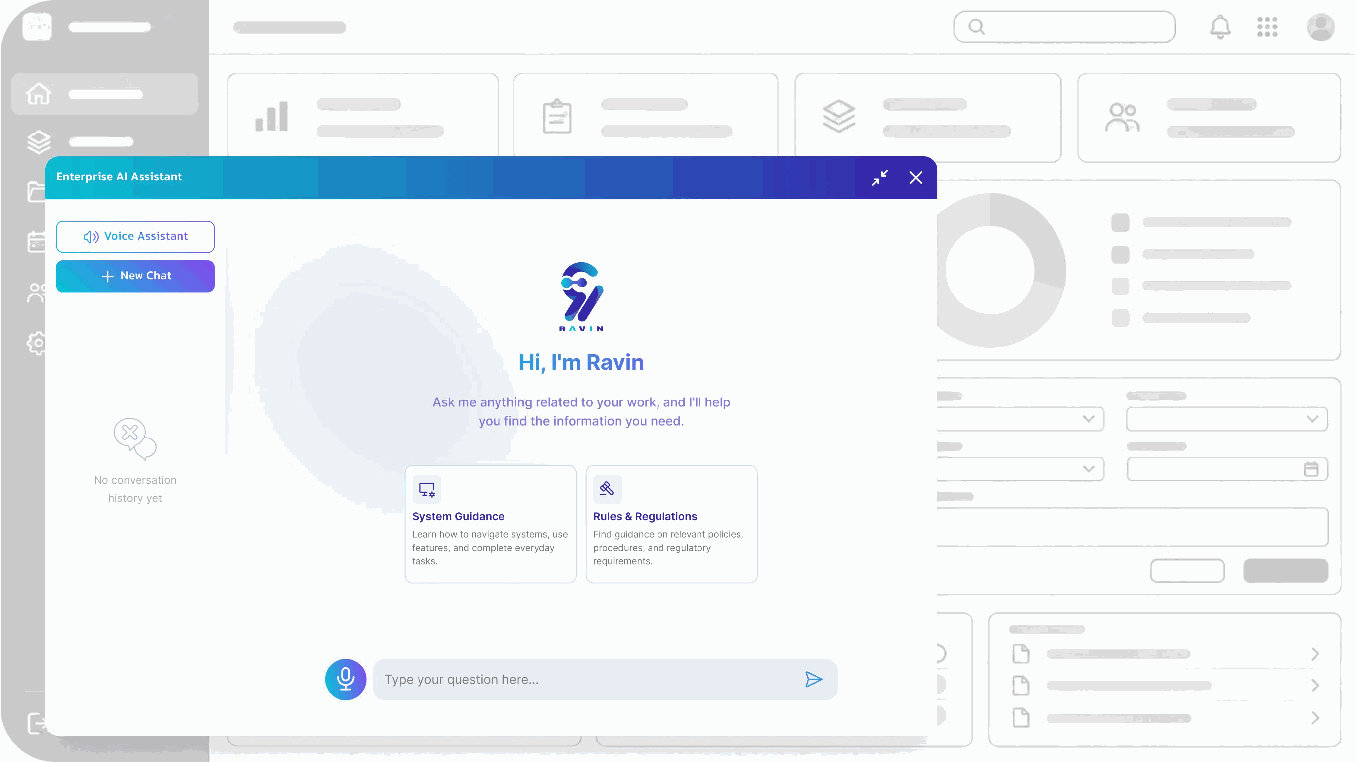 Enterprise AI Assistant
Voice Assistant
New Chat
No conversation
history yet
RAVIN
Hi, I'm Ravin
Ask me anything related to your work, and I'll help
you find the information you need.
System Guidance
Learn how to navigate systems, use
features, and complete everyday
tasks.
Rules & Regulations
Find guidance on relevant policies,
procedures, and regulatory
requirements.
Type your question here...